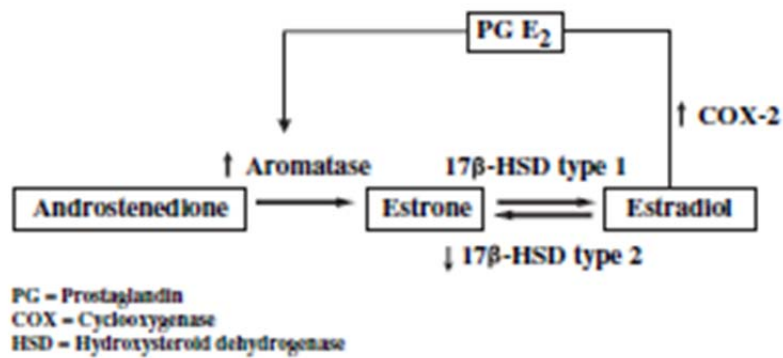 PG E2
↑ COX-2
↑ Aromatase 17β-HSD type 1
Androstenedione Estrone Estradiol
↓ 17β-HSD type 2
PG = Prostaglandin
COX = Cyclooxygenase
HSD = Hydroxysteroid dehydrogenase